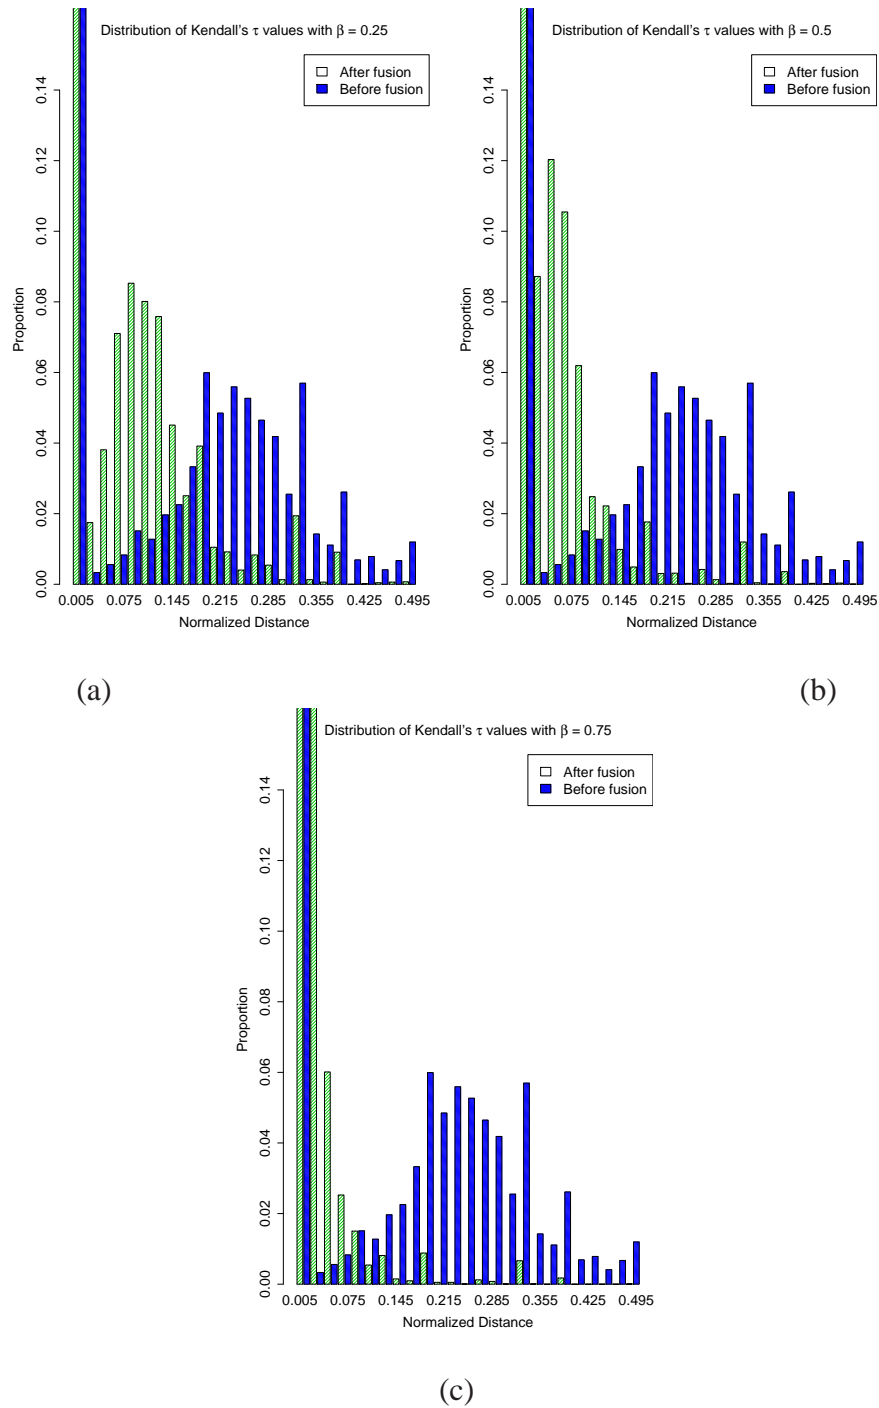 Distribution of Kendall's τ values with β = 0.25
After fusion
Before fusion
Proportion
0.14
0.12
0.10
0.08
0.06
0.04
0.02
0.00
0.005 0.075 0.145 0.215 0.285 0.355 0.425 0.495
Normalized Distance
(a)
Distribution of Kendall's τ values with β = 0.5
After fusion
Before fusion
Proportion
0.14
0.12
0.10
0.08
0.06
0.04
0.02
0.00
0.005 0.075 0.145 0.215 0.285 0.355 0.425 0.495
Normalized Distance
(b)
Distribution of Kendall's τ values with β = 0.75
After fusion
Before fusion
Proportion
0.14
0.12
0.10
0.08
0.06
0.04
0.02
0.00
0.005 0.075 0.145 0.215 0.285 0.355 0.425 0.495
Normalized Distance
(c)